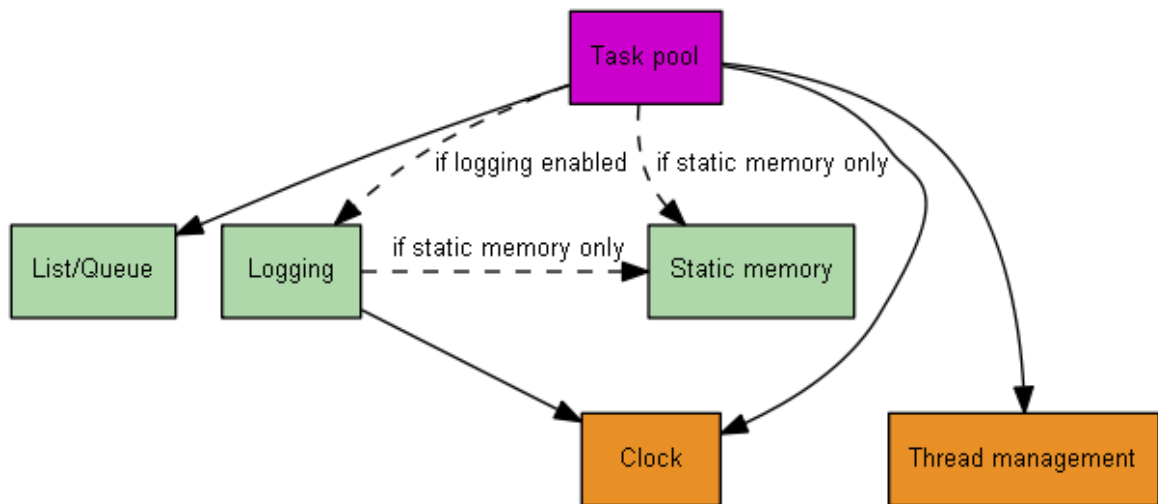 Task pool
if logging enabled
if static memory only
if static memory only
List/Queue
Logging
Static memory
Clock
Thread management